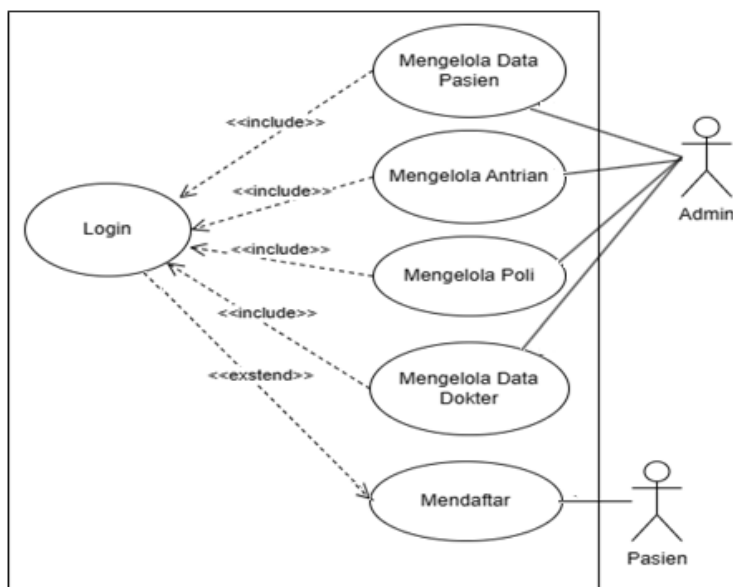 Mengelola Data
Pasien
<<include>>
Mengelola Antrian
<<include>>
Admin
Login
<<include>>
Mengelola Poli
<<include>>
Mengelola Data
Dokter
<<exstend>>
Mendaftar
Pasien